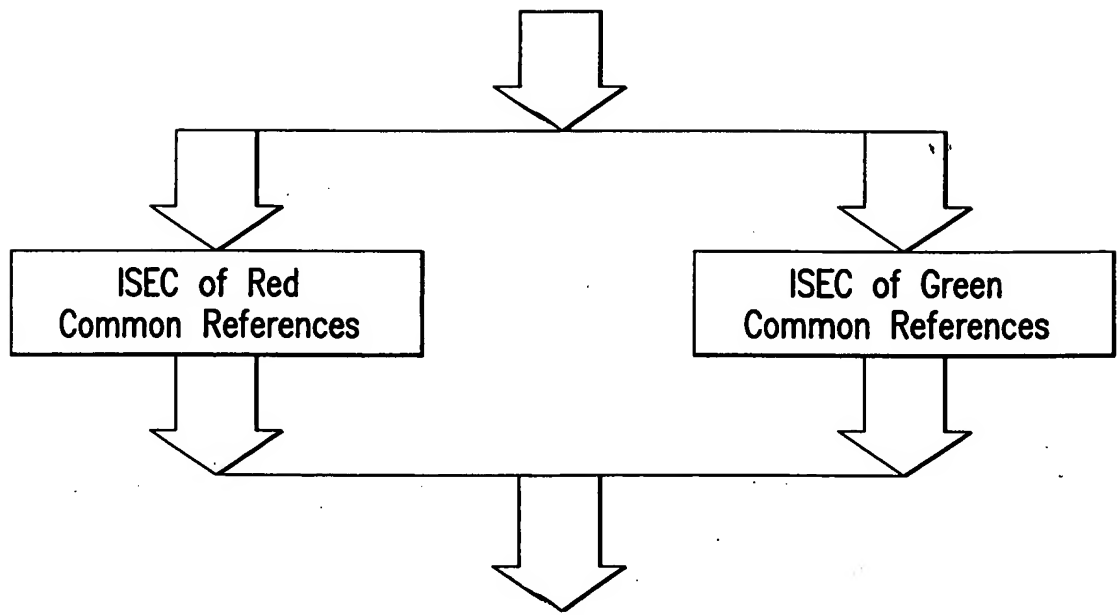 ISEC of Red
Common References
ISEC of Green
Common References